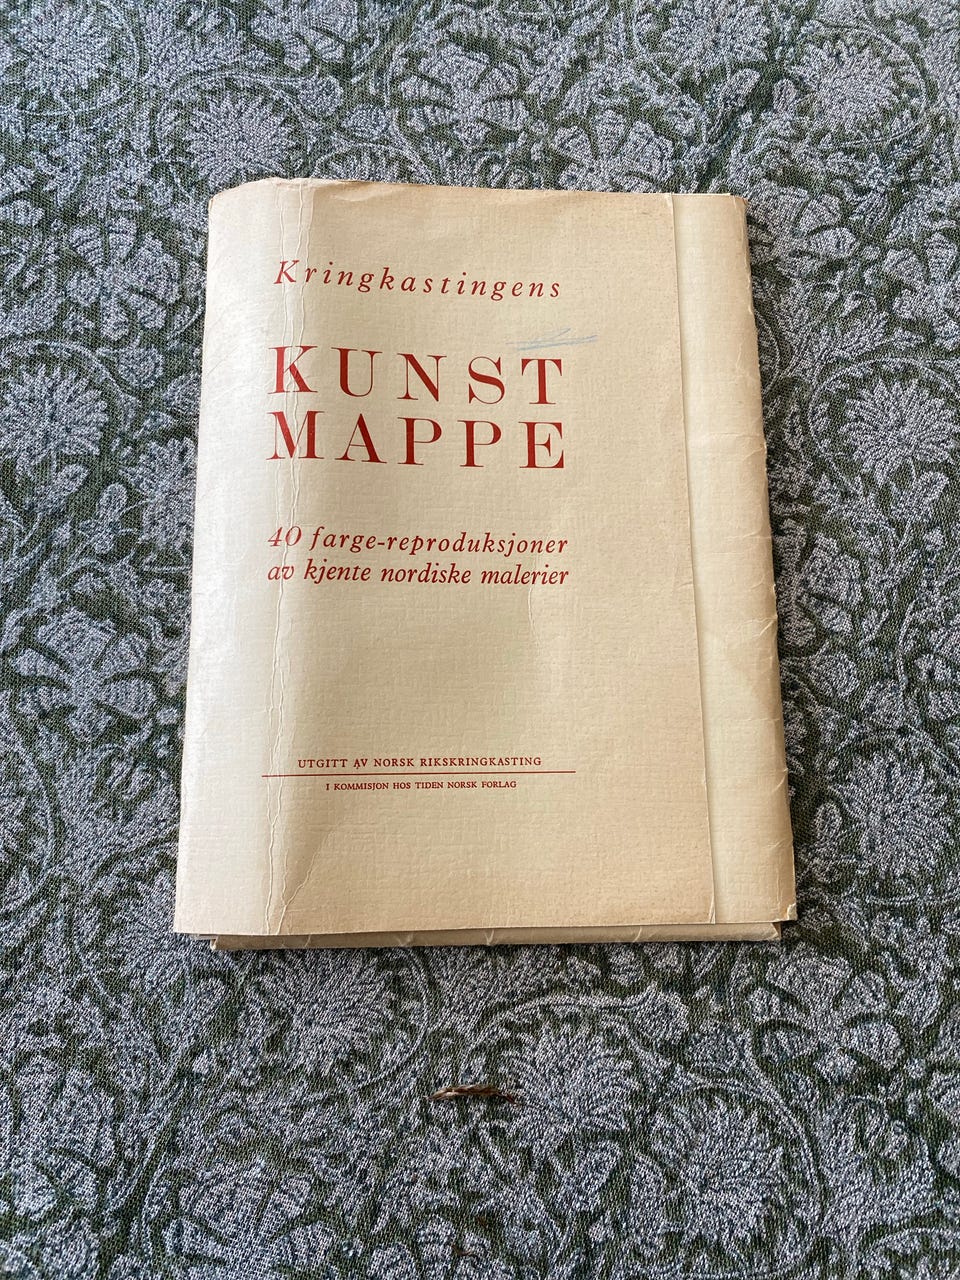 Kringkastingens
KUNST
MAPPE
40 farge-reproduksjoner
av kjente nordiske malerier
UTGITT AV NORSK RIKSKRINGKASTING
I KOMMISJON HOS TIDEN NORSK FORLAG